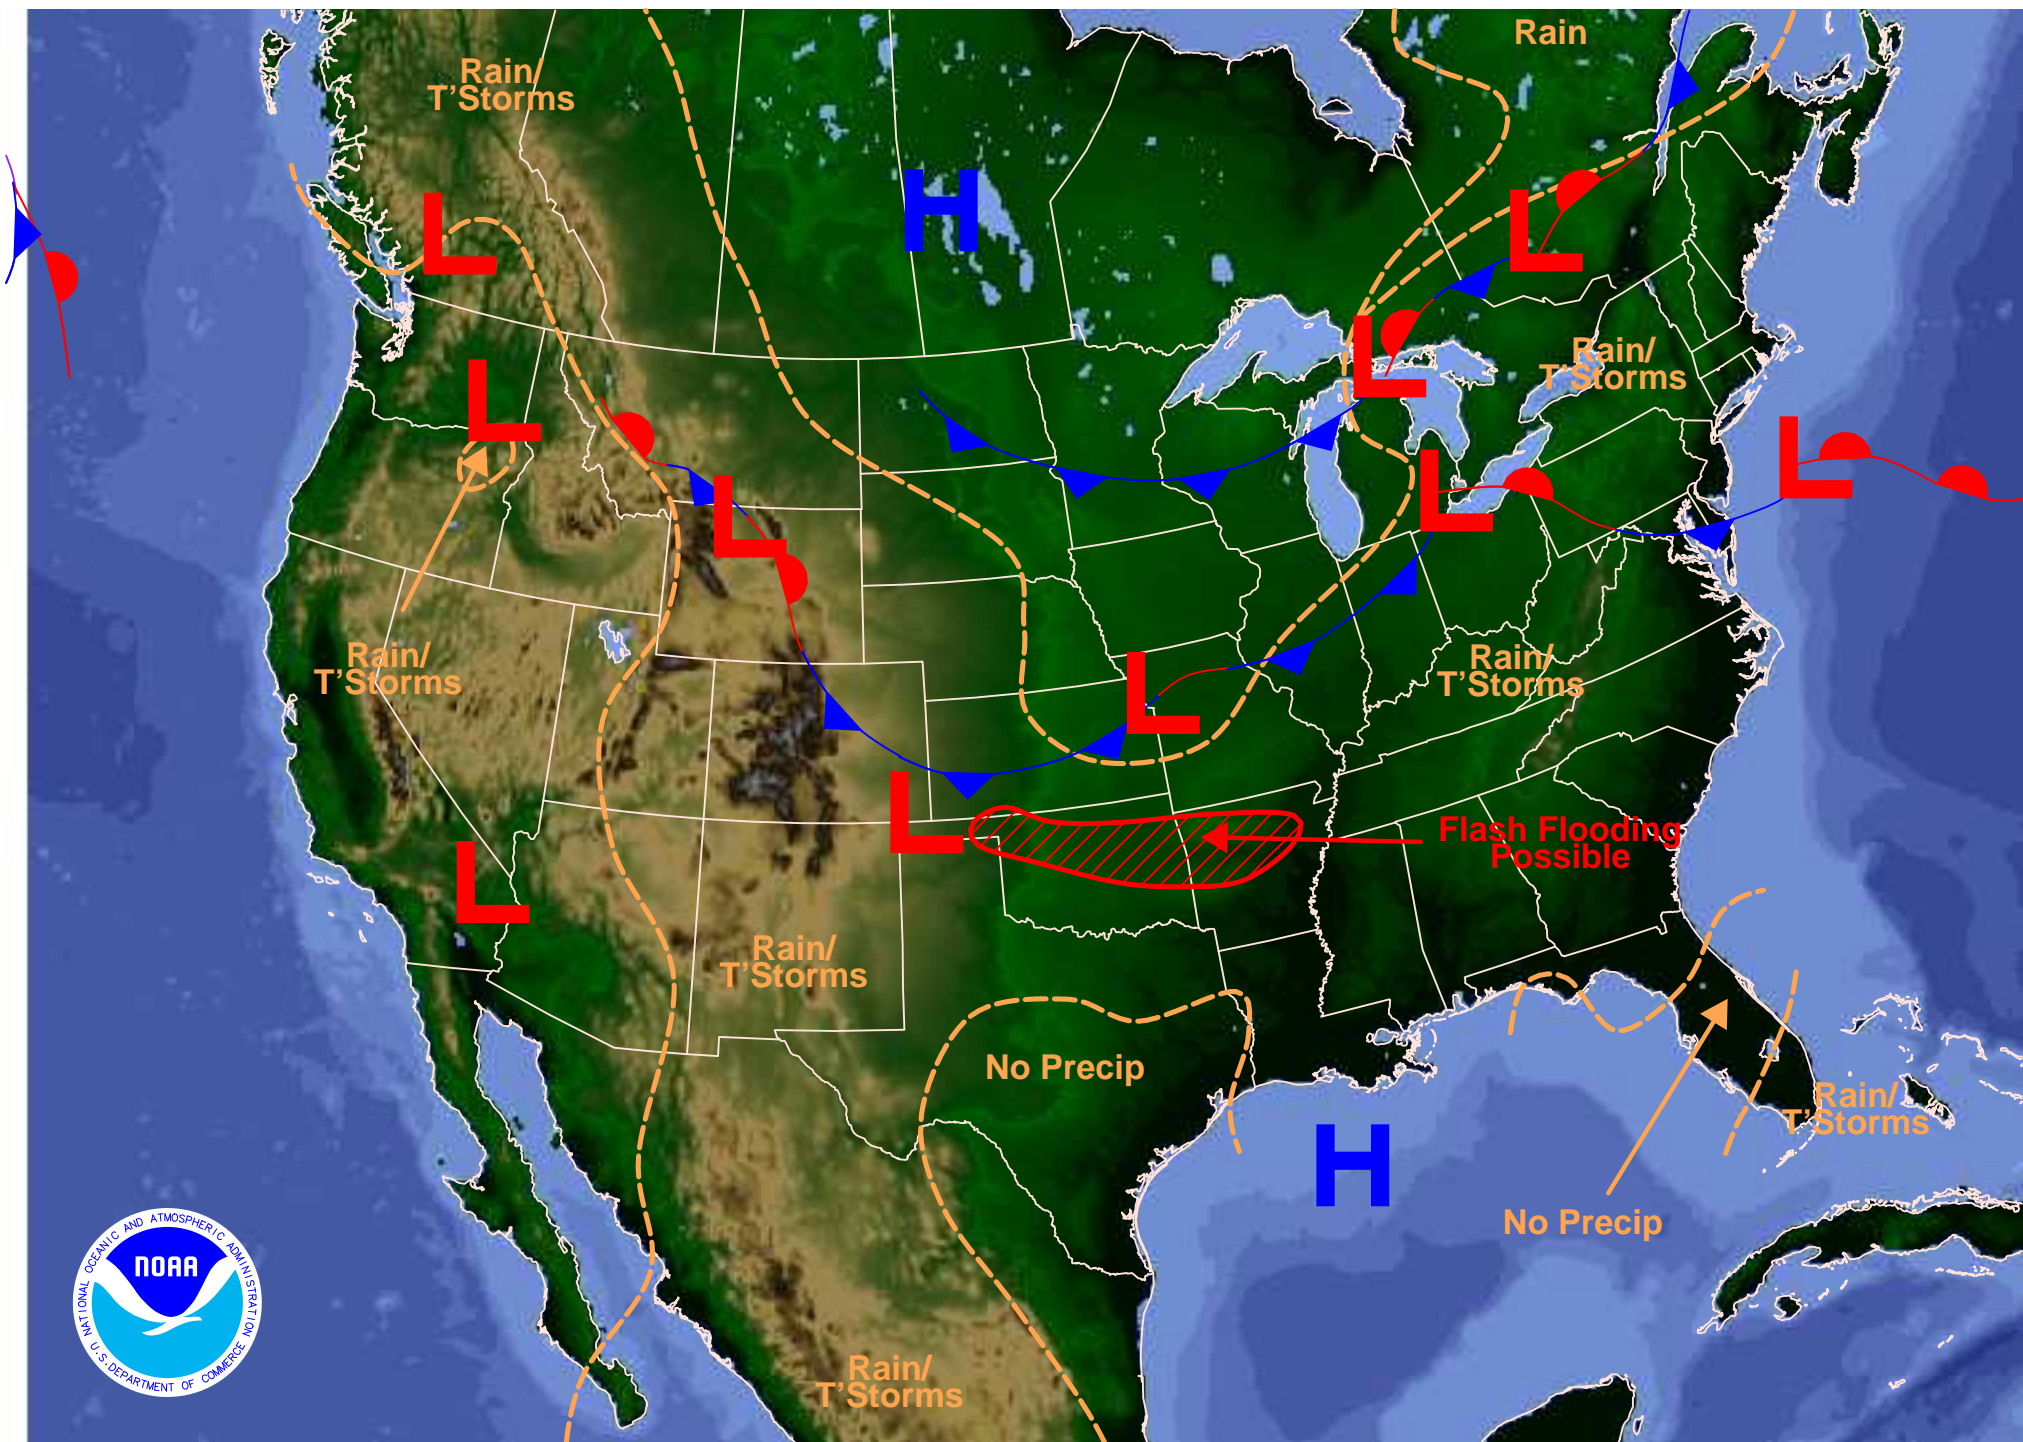 Rain
Rain/
T'Storms
H
L
L
L
Rain/
T'Storms
L
L
L
L
L
Rain/
T'Storms
Rain/
T'Storms
L
L
Flash Flooding
Possible
L
Rain/
T'Storms
No Precip
H
Rain/
T'Storms
No Precip
Rain/
T'Storms
NATIONAL OCEANIC AND ATMOSPHERIC ADMINISTRATION
NOAA
U.S. DEPARTMENT OF COMMERCE